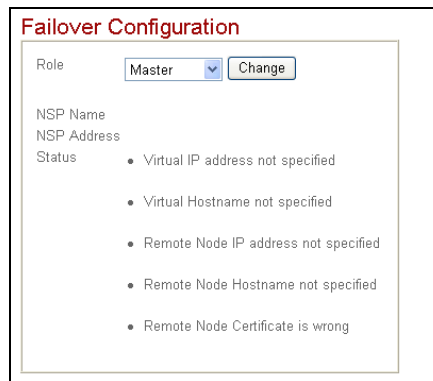 Failover Configuration
Role Master Change
NSP Name
NSP Address
Status • Virtual IP address not specified
• Virtual Hostname not specified
• Remote Node IP address not specified
• Remote Node Hostname not specified
• Remote Node Certificate is wrong